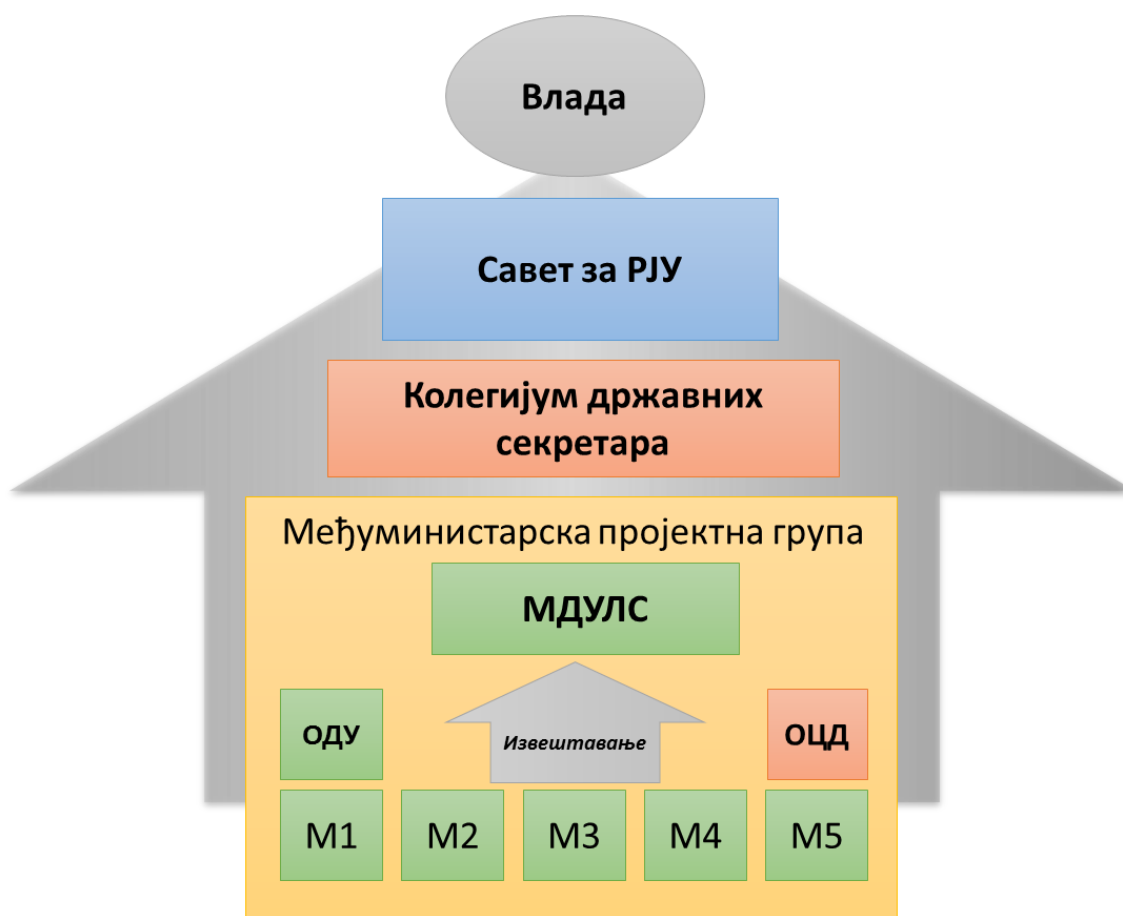 Влада
Савет за РЈУ
Колегијум државних
секретара
Међуминистарска пројектна група
МДУЛС
ОДУ
Извештавање
ОЦД
М1
М2
М3
М4
М5